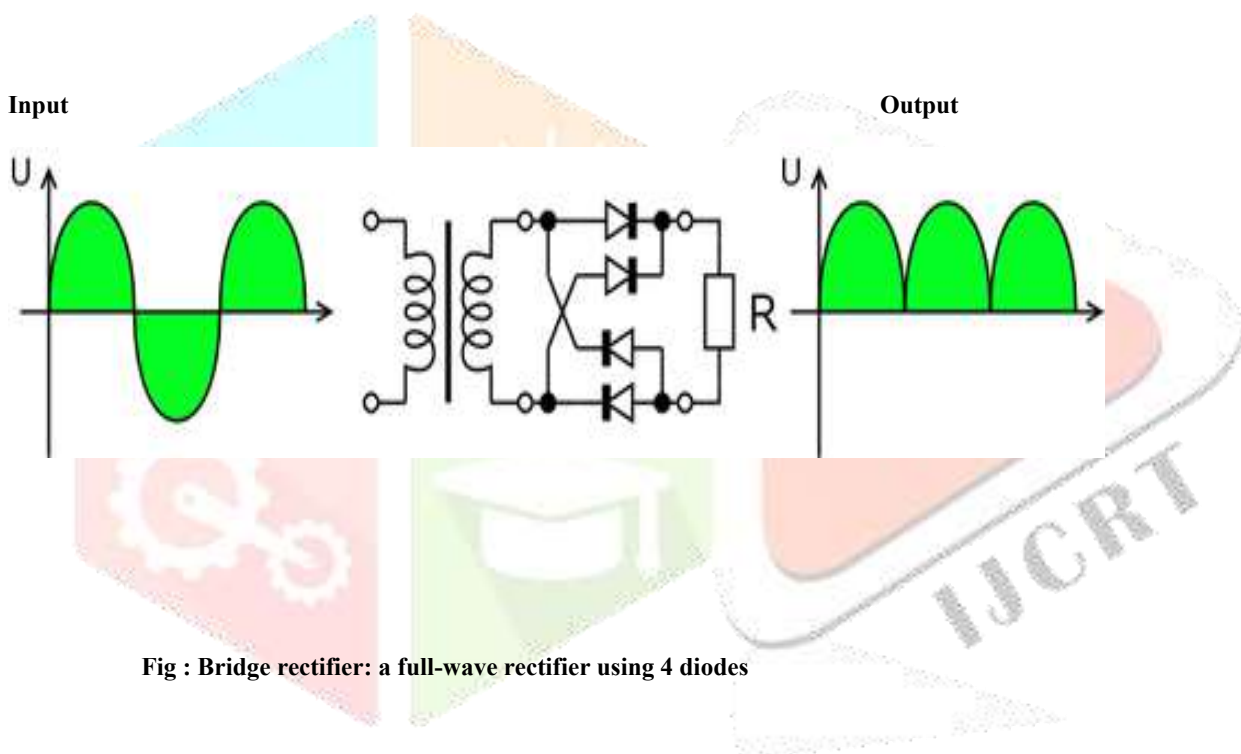 Input
Output
U
U
R
IJCRT
Fig : Bridge rectifier: a full-wave rectifier using 4 diodes